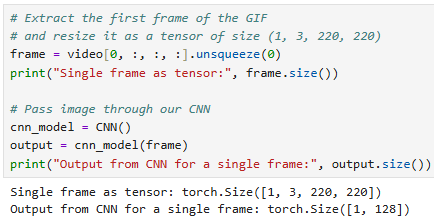 # Extract the first frame of the GIF
# and resize it as a tensor of size (1, 3, 220, 220)
frame = video[0, :, :, :].unsqueeze(0)
print("Single frame as tensor:", frame.size())

# Pass image through our CNN
cnn_model = CNN()
output = cnn_model(frame)
print("Output from CNN for a single frame:", output.size())
Single frame as tensor: torch.Size([1, 3, 220, 220])
Output from CNN for a single frame: torch.Size([1, 128])